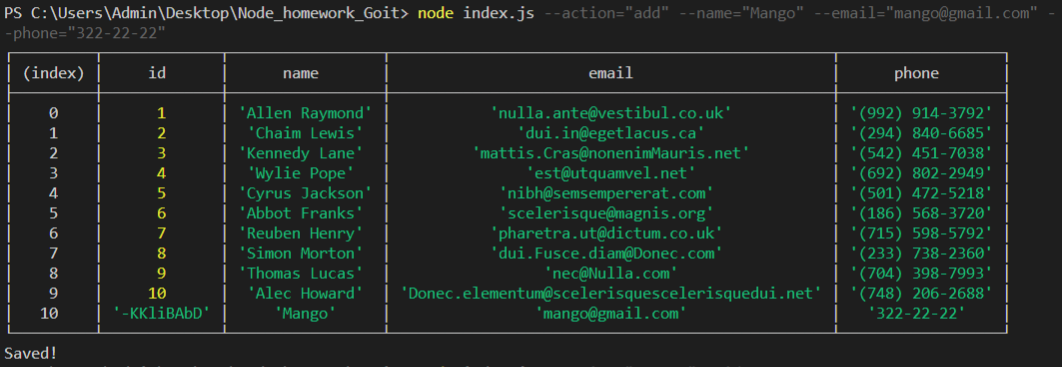 PS C:\Users\Admin\Desktop\Node_homework_Goit> node index.js --action="add" --name="Mango" --email="mango@gmail.com" -
-phone="322-22-22"
(index) id name email phone
0 1 'Allen Raymond' 'nulla.ante@vestibul.co.uk' '(992) 914-3792'
1 2 'Chaim Lewis' 'dui.in@egetlacus.ca' '(294) 840-6685'
2 3 'Kennedy Lane' 'mattis.Cras@nonenimMauris.net' '(542) 451-7038'
3 4 'Wylie Pope' 'est@utquamvel.net' '(692) 802-2949'
4 5 'Cyrus Jackson' 'nibh@semsempererat.com' '(501) 472-5218'
5 6 'Abbot Franks' 'scelerisque@magnis.org' '(186) 568-3720'
6 7 'Reuben Henry' 'pharetra.ut@dictum.co.uk' '(715) 598-5792'
7 8 'Simon Morton' 'dui.Fusce.diam@Donec.com' '(233) 738-2360'
8 9 'Thomas Lucas' 'nec@Nulla.com' '(704) 398-7993'
9 10 'Alec Howard' 'Donec.elementum@scelerisquescelerisquedui.net' '(748) 206-2688'
10 '-KKliBAbD' 'Mango' 'mango@gmail.com' '322-22-22'
Saved!